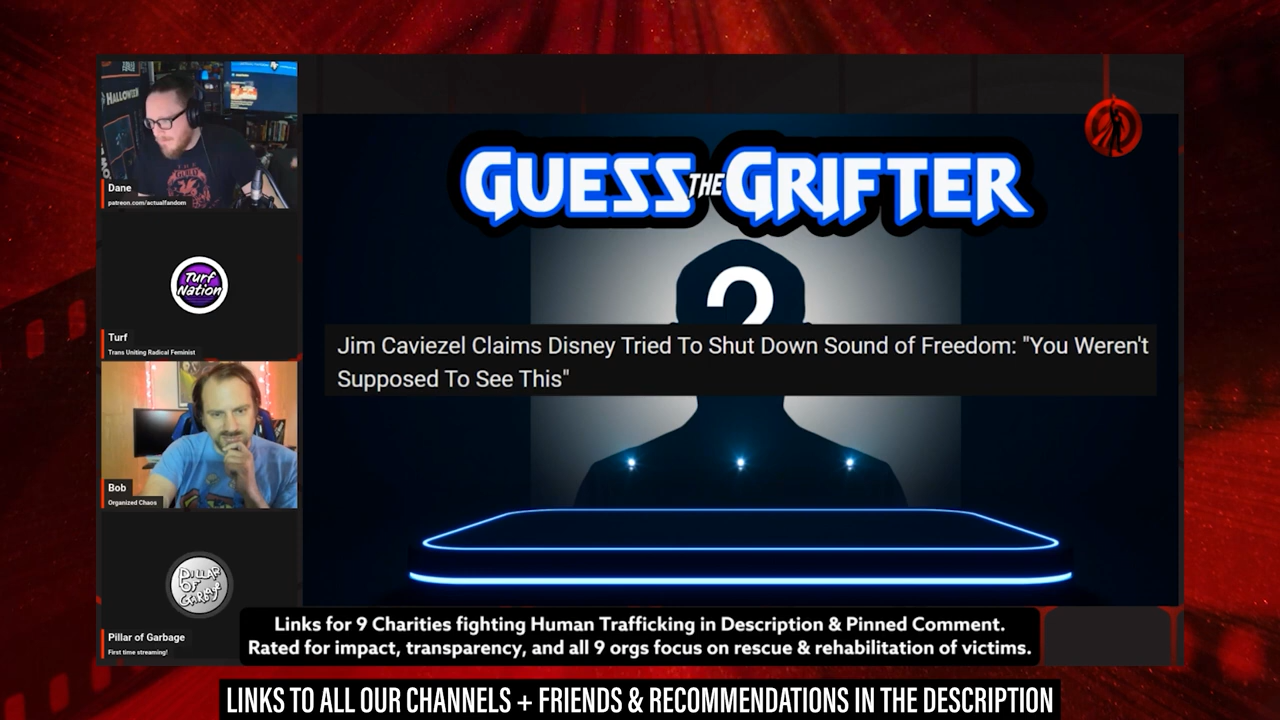 HALLOWEEN
Dane
patreon.com/actualfandom
Turf
Nation
Turf
Trans Uniting Radical Feminist
Bob
Organized Chaos
PILLAR
OF
GARBAGE
Pillar of Garbage
First time streaming!
GUESS THE GRIFTER
?
Jim Caviezel Claims Disney Tried To Shut Down Sound of Freedom: "You Weren't
Supposed To See This"
Links for 9 Charities fighting Human Trafficking in Description & Pinned Comment.
Rated for impact, transparency, and all 9 orgs focus on rescue & rehabilitation of victims.
LINKS TO ALL OUR CHANNELS + FRIENDS & RECOMMENDATIONS IN THE DESCRIPTION